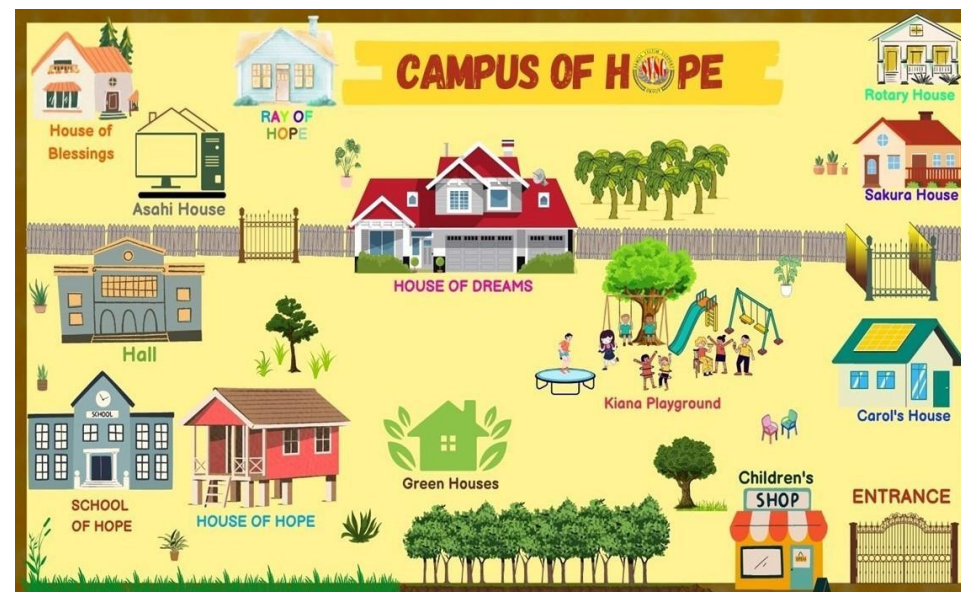 CAMPUS OF HOPE
Rotary House
RAY OF
HOPE
House of
Blessings
Asahi House
Sakura House
HOUSE OF DREAMS
Hall
Kiana Playground
Carol's House
SCHOOL
SCHOOL
OF HOPE
HOUSE OF HOPE
Green Houses
Children's
SHOP
ENTRANCE